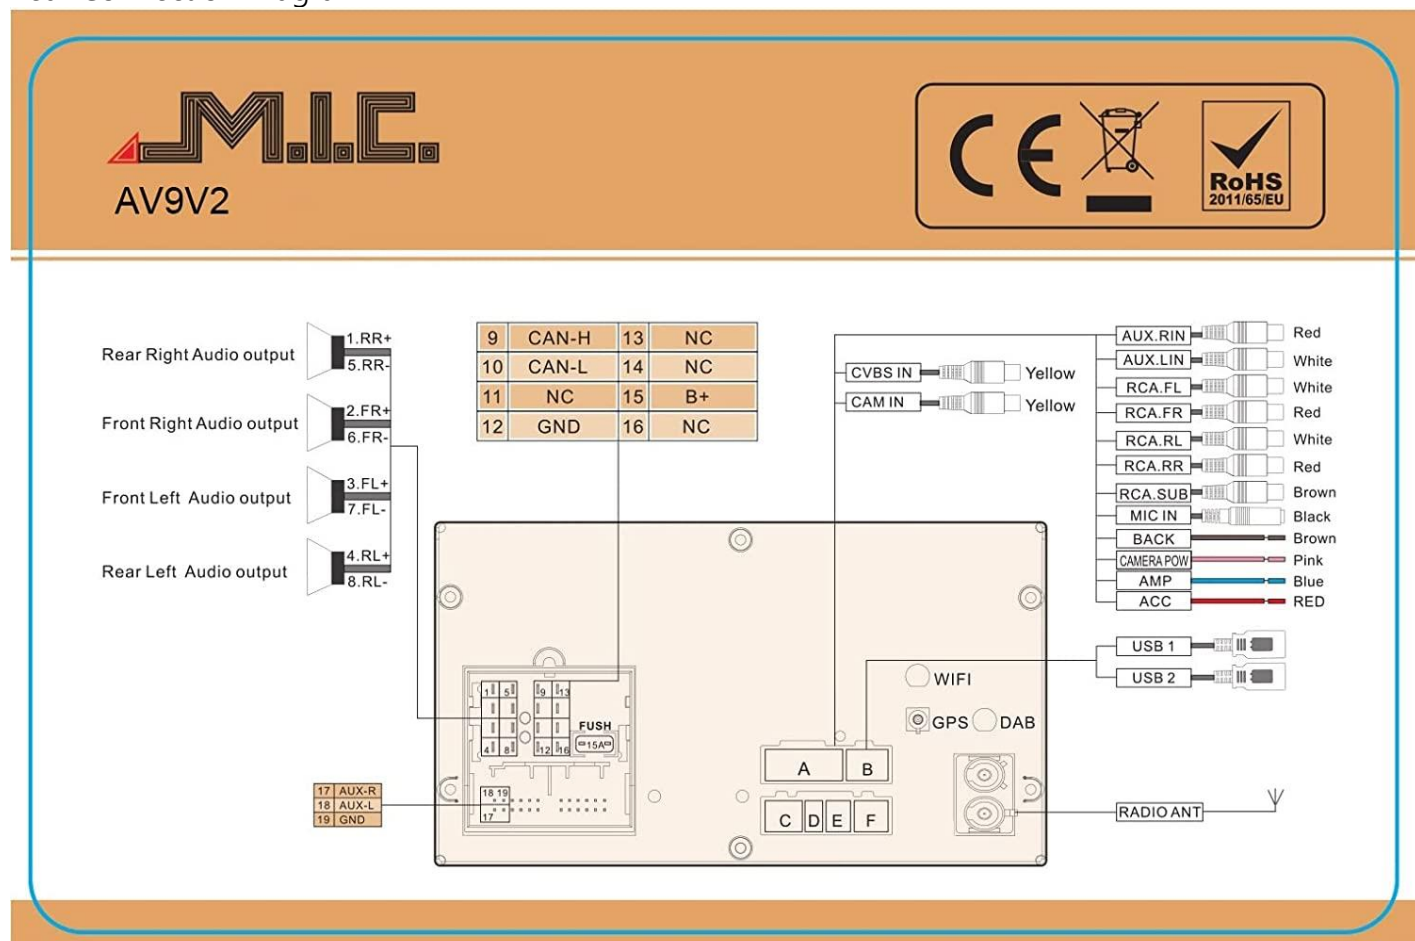 M.I.C.
AV9V2
CE
RoHS
2011/65/EU
Rear Right Audio output
1.RR+
5.RR-
Front Right Audio output
2.FR+
6.FR-
Front Left Audio output
3.FL+
7.FL-
Rear Left Audio output
4.RL+
8.RL-
9 CAN-H 13 NC
10 CAN-L 14 NC
11 NC 15 B+
12 GND 16 NC
CVBS IN Yellow
CAM IN Yellow
AUX.RIN Red
AUX.LIN White
RCA.FL White
RCA.FR Red
RCA.RL White
RCA.RR Red
RCA.SUB Brown
MIC IN Black
BACK Brown
CAMERA POW Pink
AMP Blue
ACC RED
USB 1
USB 2
WIFI
GPS DAB
1 5 9 13
FUSH
15A
4 8 12 16
A B
C D E F
17 AUX-R
18 AUX-L
19 GND
18 19
17
RADIO ANT